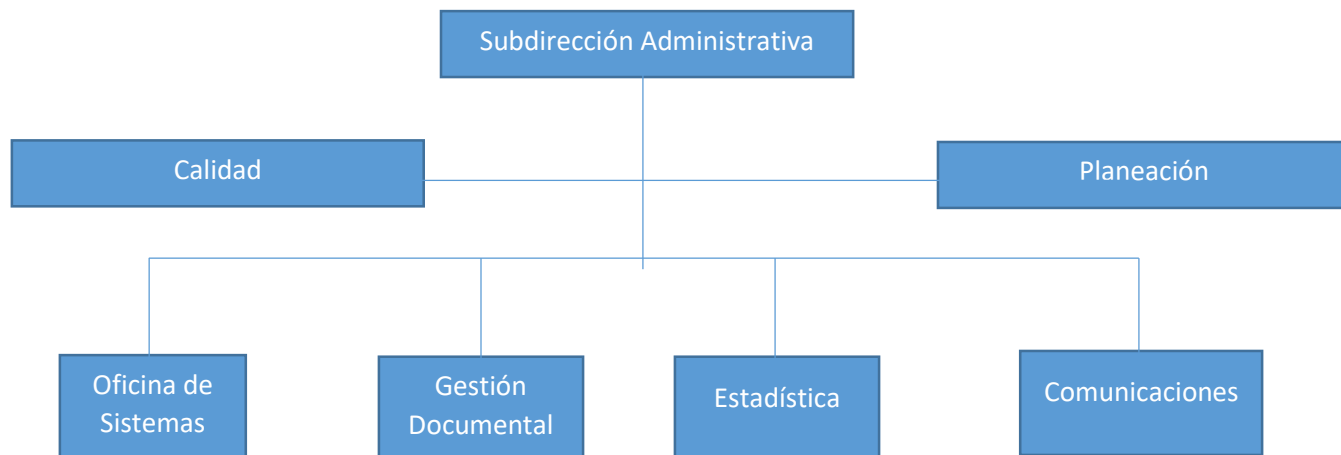 Subdirección Administrativa
Calidad
Planeación
Oficina de
Sistemas
Gestión
Documental
Estadística
Comunicaciones